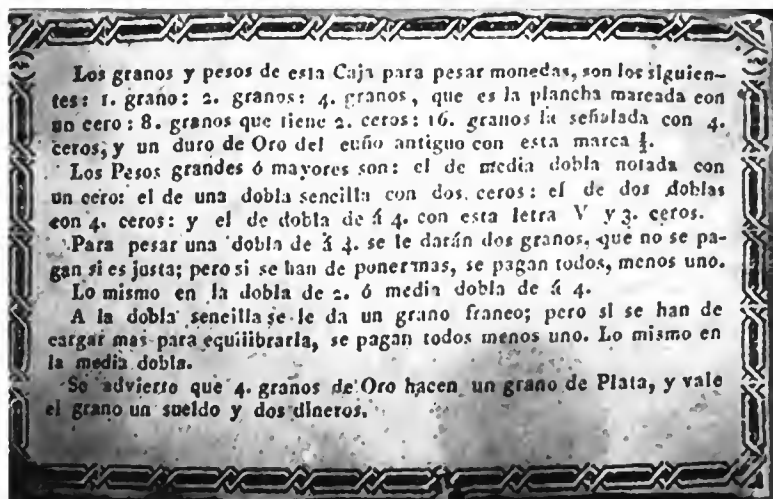 Los granos y pesos de esta Caja para pesar monedas, son los siguien-
tes: 1. grano: 2. granos: 4. granos, que es la plancha mareada con
un cero: 8. granos que tiene 2. ceros: 16. granos la señalada con 4.
ceros; y un duro de Oro del cuño antiguo con esta marca ½.
Los Pesos grandes ó mayores son: el de media dobla notada con
un cero: el de una dobla sencilla con dos ceros: el de dos doblas
con 4. ceros: y el de dobla de á 4. con esta letra V y 3. ceros.
Para pesar una dobla de á 4. se le darán dos granos, que no se pa-
gan si es justa; pero si se han de poner mas, se pagan todos, menos uno.
Lo mismo en la dobla de 2. ó media dobla de á 4.
A la dobla sencilla se le da un grano franco; pero si se han de
cargar mas para equilibrarla, se pagan todos menos uno. Lo mismo en
la media dobla.
Se advierto que 4. granos de Oro hacen un grano de Plata, y vale
el grano un sueldo y dos dineros.